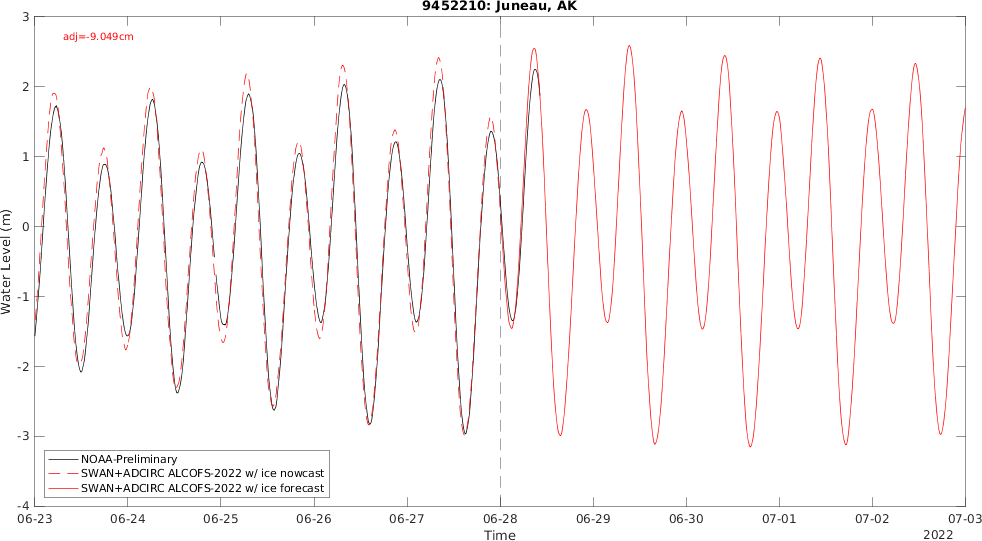 9452210: Juneau, AK
adj=-9.049cm
3
2
1
0
-1
-2
-3
-4
Water Level (m)
NOAA-Preliminary
SWAN+ADCIRC ALCOFS-2022 w/ ice nowcast
SWAN+ADCIRC ALCOFS-2022 w/ ice forecast
06-23 06-24 06-25 06-26 06-27 06-28 06-29 06-30 07-01 07-02 07-03
Time
2022